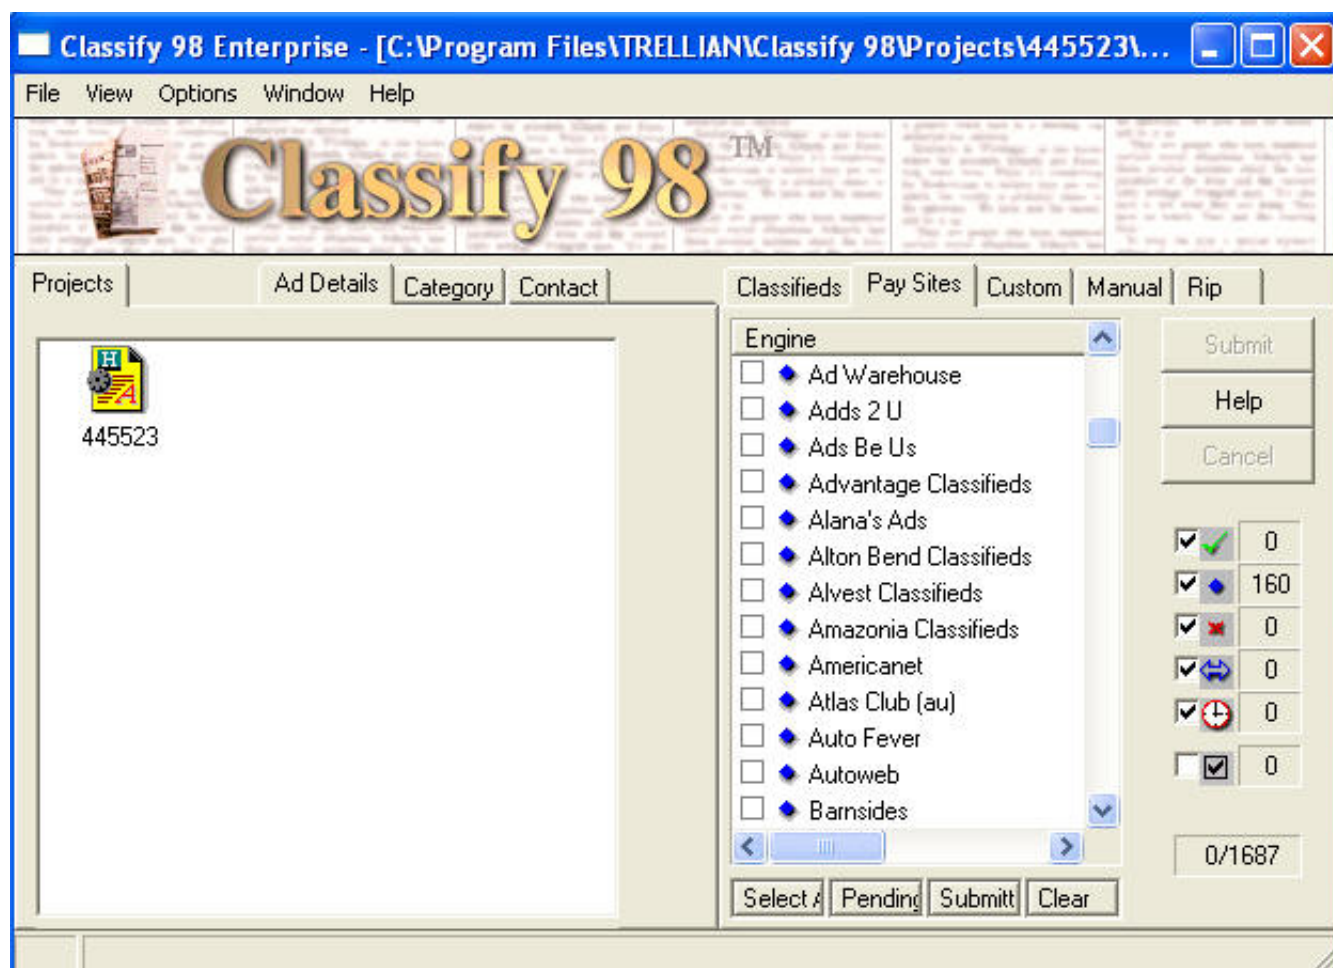 Classify 98 Enterprise - [C:\Program Files\TRELLIAN\Classify 98\Projects\445523\...
File View Options Window Help
Classify 98 TM
Projects Ad Details Category Contact Classifieds Pay Sites Custom Manual Rip
445523
Engine
Ad Warehouse
Adds 2 U
Ads Be Us
Advantage Classifieds
Alana's Ads
Alton Bend Classifieds
Alvest Classifieds
Amazonia Classifieds
Americanet
Atlas Club (au)
Auto Fever
Autoweb
Barnsides
Select A Pending Submitt Clear
Submit
Help
Cancel
0
160
0
0
0
0
0/1687